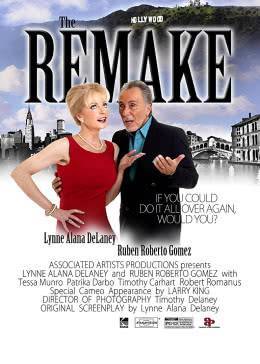 HOLLYWOOD
The
REMAKE
IF YOU COULD
DO IT ALL OVER AGAIN,
WOULD YOU?
Lynne Alana DeLaney
Ruben Roberto Gomez
ASSOCIATED ARTISTS PRODUCTIONS presents
LYNNE ALANA DELANEY and RUBEN ROBERTO GOMEZ with
Tessa Munro Patrika Darbo Timothy Carhart Robert Romanus
Special Cameo Appearance by LARRY KING
DIRECTOR OF PHOTOGRAPHY Timothy Delaney
ORIGINAL SCREENPLAY by Lynne Alana Delaney